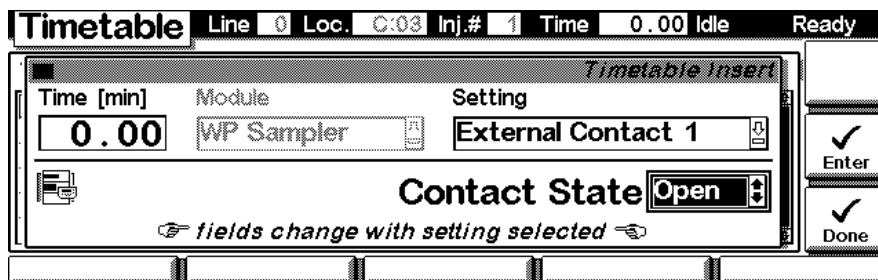 Timetable Line 0 Loc. C:03 Inj.# 1 Time 0.00 Idle Ready
Timetable Insert
Time [min] Module Setting
0.00 WP Sampler External Contact 1
Enter
Contact State Open
fields change with setting selected
Done